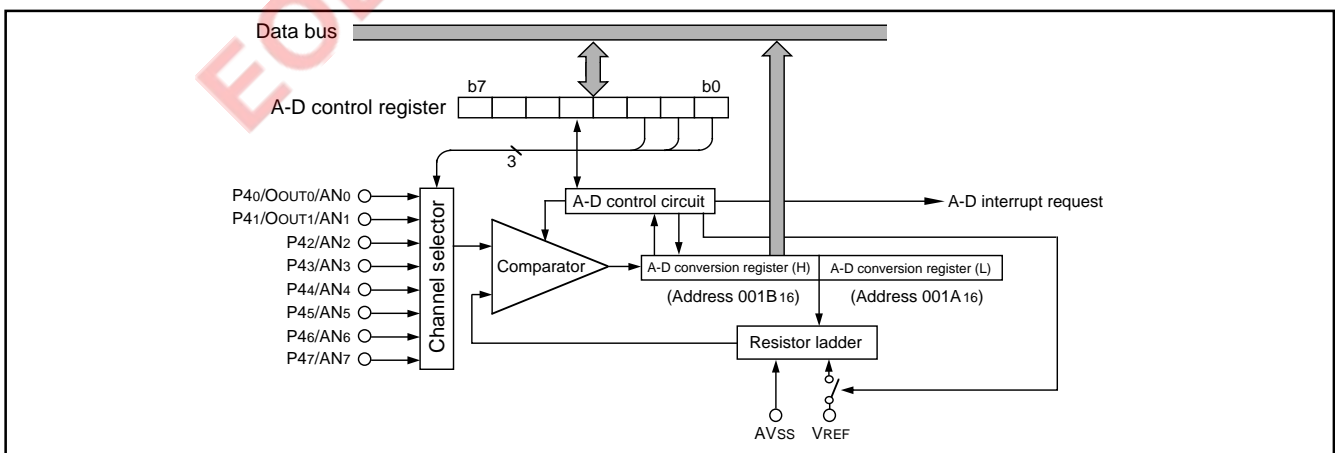 EOL
Data bus
b7 b0
A-D control register
3
P40/OOUT0/AN0
P41/OOUT1/AN1
P42/AN2
P43/AN3
P44/AN4
P45/AN5
P46/AN6
P47/AN7
Channel selector
A-D control circuit
A-D interrupt request
Comparator
A-D conversion register (H) A-D conversion register (L)
(Address 001B16) (Address 001A16)
Resistor ladder
AVSS VREF